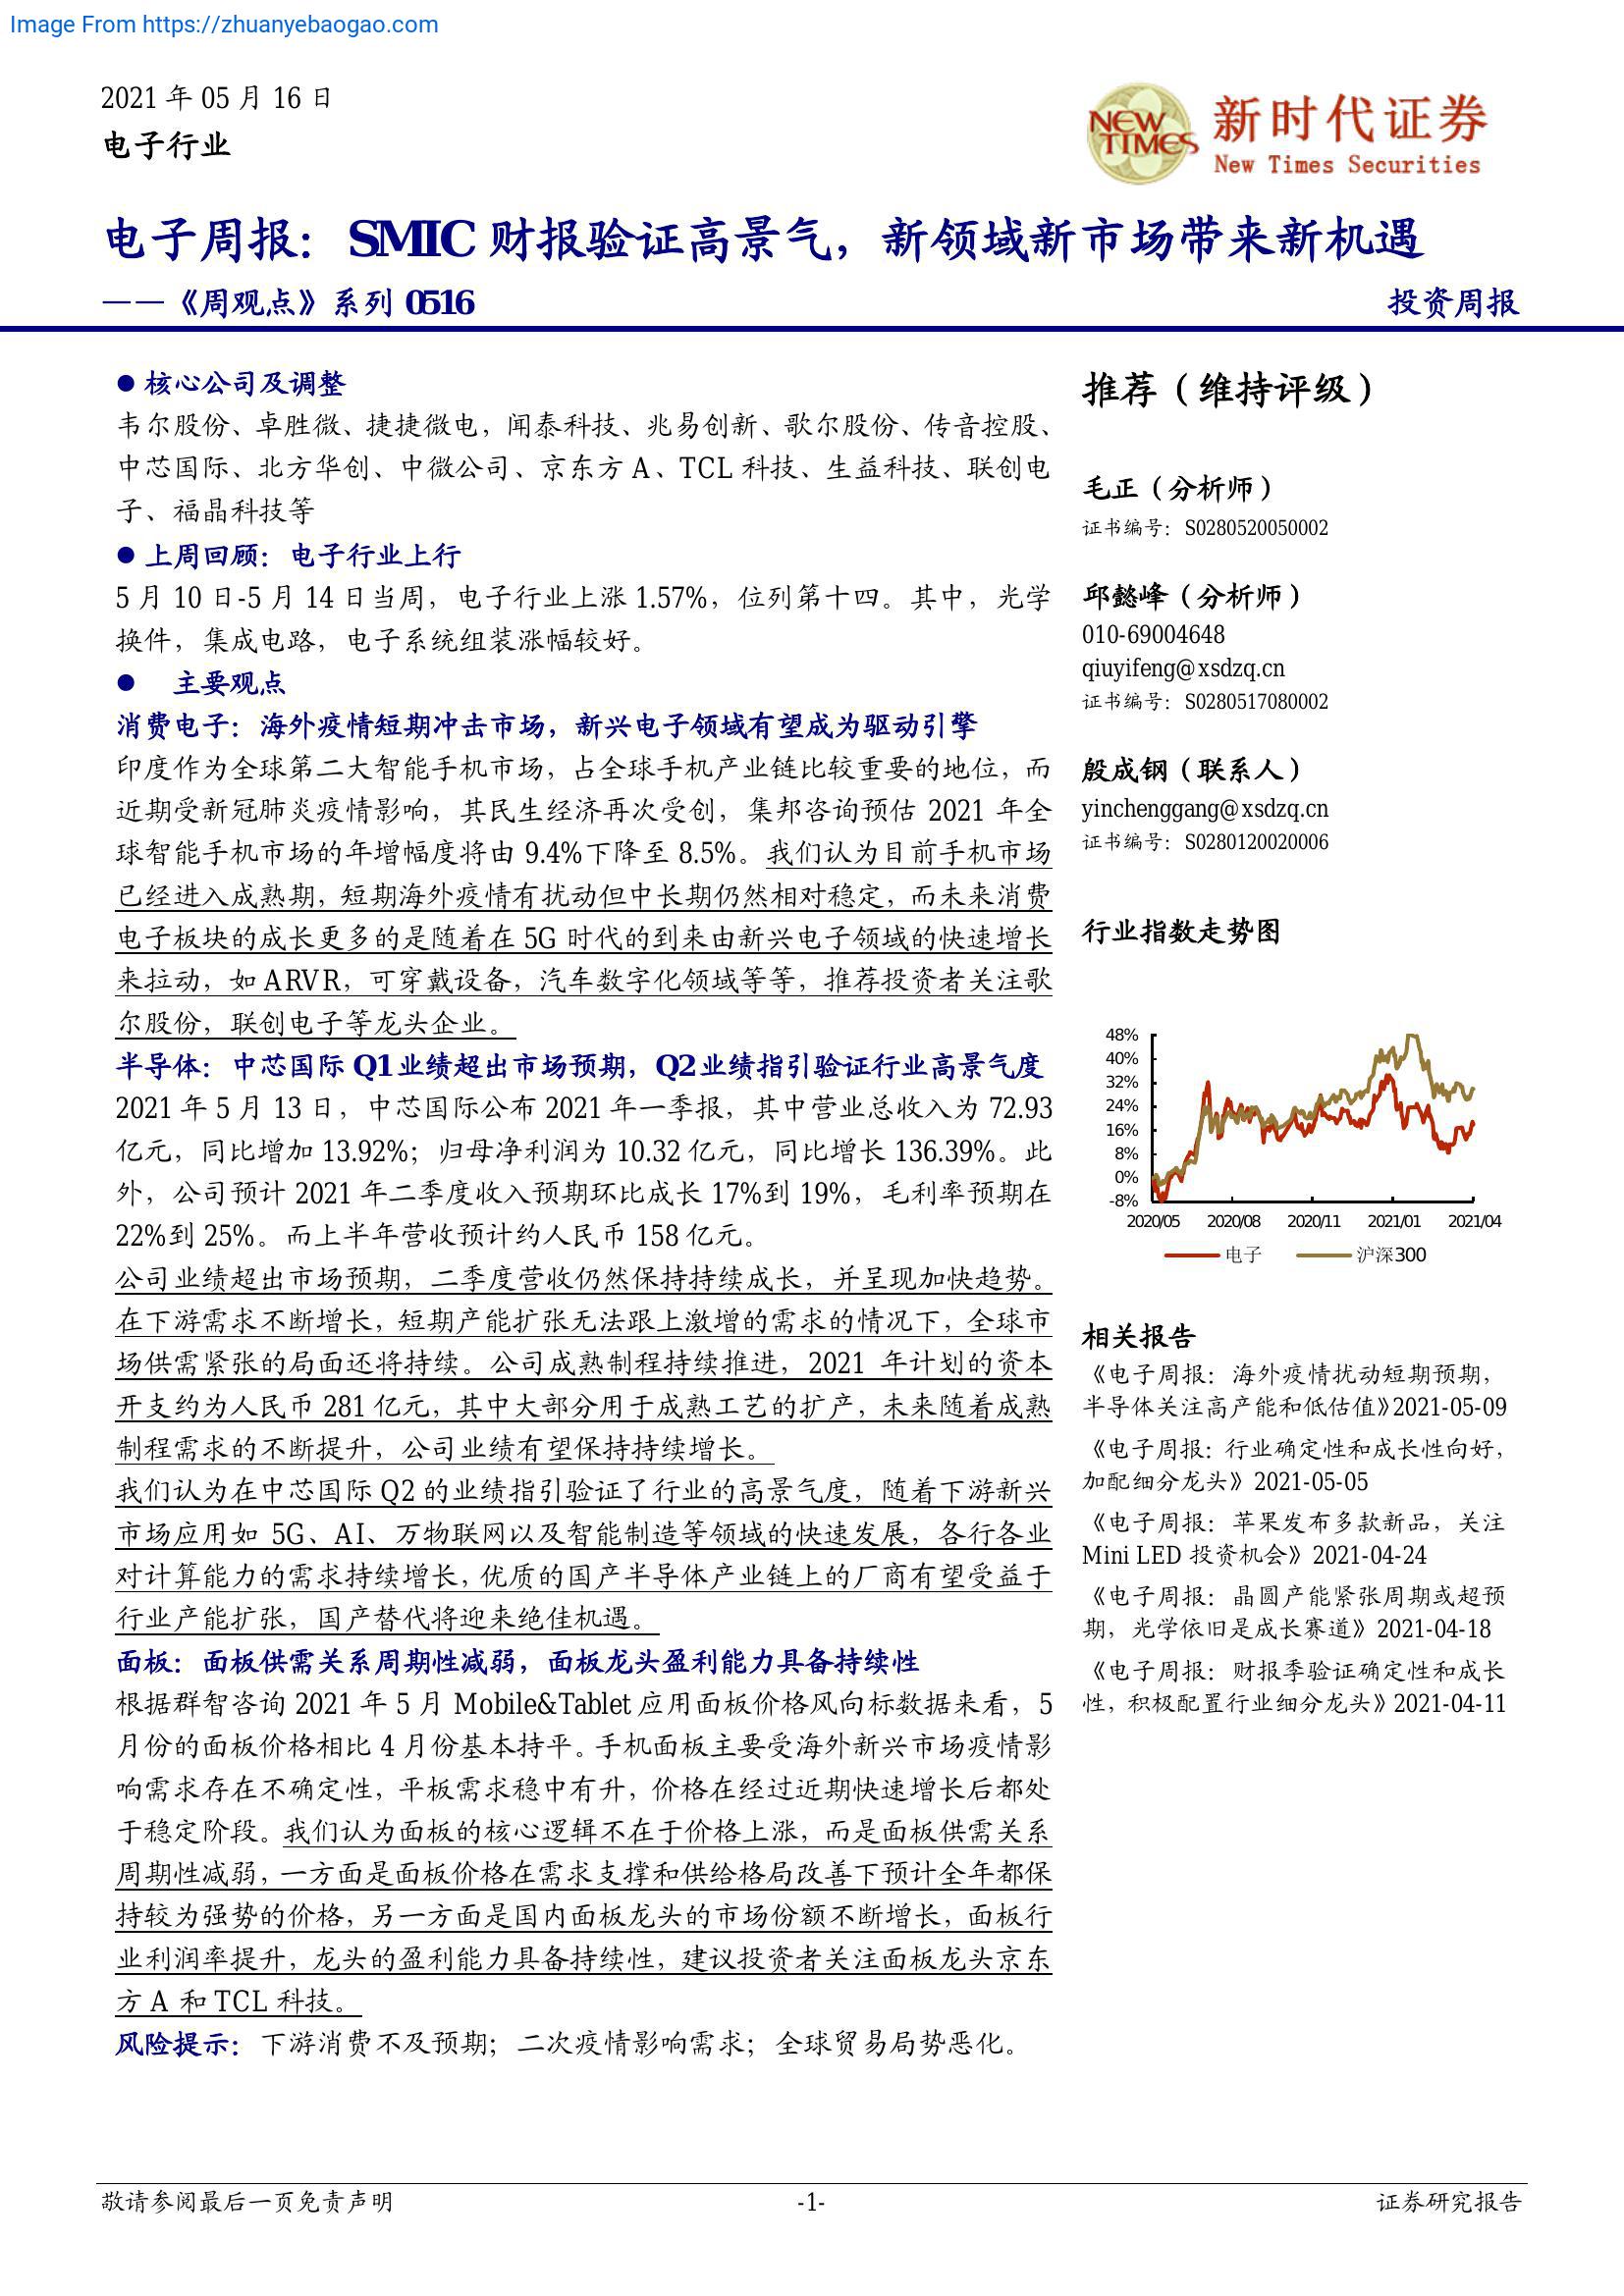 Image From https://zhuanyebaogao.com
2021 年 05 月 16 日
电子行业
NEW TIMES
新时代证券
New Times Securities
电子周报：SMIC 财报验证高景气，新领域新市场带来新机遇
——《周观点》系列 0516
投资周报
● 核心公司及调整
韦尔股份、卓胜微、捷捷微电，闻泰科技、兆易创新、歌尔股份、传音控股、
中芯国际、北方华创、中微公司、京东方 A、TCL 科技、生益科技、联创电
子、福晶科技等
● 上周回顾：电子行业上行
5 月 10 日-5 月 14 日当周，电子行业上涨 1.57%，位列第十四。其中，光学
换件，集成电路，电子系统组装涨幅较好。
● 主要观点
消费电子：海外疫情短期冲击市场，新兴电子领域有望成为驱动引擎
印度作为全球第二大智能手机市场，占全球手机产业链比较重要的地位，而
近期受新冠肺炎疫情影响，其民生经济再次受创，集邦咨询预估 2021 年全
球智能手机市场的年增幅度将由 9.4%下降至 8.5%。我们认为目前手机市场
已经进入成熟期，短期海外疫情有扰动但中长期仍然相对稳定，而未来消费
电子板块的成长更多的是随着在 5G 时代的到来由新兴电子领域的快速增长
来拉动，如 ARVR，可穿戴设备，汽车数字化领域等等，推荐投资者关注歌
尔股份，联创电子等龙头企业。
半导体：中芯国际 Q1 业绩超出市场预期，Q2 业绩指引验证行业高景气度
2021 年 5 月 13 日，中芯国际公布 2021 年一季报，其中营业总收入为 72.93
亿元，同比增加 13.92%；归母净利润为 10.32 亿元，同比增长 136.39%。此
外，公司预计 2021 年二季度收入预期环比成长 17%到 19%，毛利率预期在
22%到 25%。而上半年营收预计约人民币 158 亿元。
公司业绩超出市场预期，二季度营收仍然保持持续成长，并呈现加快趋势。
在下游需求不断增长，短期产能扩张无法跟上激增的需求的情况下，全球市
场供需紧张的局面还将持续。公司成熟制程持续推进，2021 年计划的资本
开支约为人民币 281 亿元，其中大部分用于成熟工艺的扩产，未来随着成熟
制程需求的不断提升，公司业绩有望保持持续增长。
我们认为在中芯国际 Q2 的业绩指引验证了行业的高景气度，随着下游新兴
市场应用如 5G、AI、万物联网以及智能制造等领域的快速发展，各行各业
对计算能力的需求持续增长，优质的国产半导体产业链上的厂商有望受益于
行业产能扩张，国产替代将迎来绝佳机遇。
面板：面板供需关系周期性减弱，面板龙头盈利能力具备持续性
根据群智咨询 2021 年 5 月 Mobile&Tablet 应用面板价格风向标数据来看，5
月份的面板价格相比 4 月份基本持平。手机面板主要受海外新兴市场疫情影
响需求存在不确定性，平板需求稳中有升，价格在经过近期快速增长后都处
于稳定阶段。我们认为面板的核心逻辑不在于价格上涨，而是面板供需关系
周期性减弱，一方面是面板价格在需求支撑和供给格局改善下预计全年都保
持较为强势的价格，另一方面是国内面板龙头的市场份额不断增长，面板行
业利润率提升，龙头的盈利能力具备持续性，建议投资者关注面板龙头京东
方 A 和 TCL 科技。
风险提示：下游消费不及预期；二次疫情影响需求；全球贸易局势恶化。
推荐（维持评级）
毛正（分析师）
证书编号：S0280520050002
邱懿峰（分析师）
010-69004648
qiuyifeng@xsdzq.cn
证书编号：S0280517080002
殷成钢（联系人）
yinchenggang@xsdzq.cn
证书编号：S0280120020006
行业指数走势图
48%
40%
32%
24%
16%
8%
0%
-8%
2020/05 2020/08 2020/11 2021/01 2021/04
电子 沪深300
相关报告
《电子周报：海外疫情扰动短期预期，
半导体关注高产能和低估值》2021-05-09
《电子周报：行业确定性和成长性向好，
加配细分龙头》2021-05-05
《电子周报：苹果发布多款新品，关注
Mini LED 投资机会》2021-04-24
《电子周报：晶圆产能紧张周期或超预
期，光学依旧是成长赛道》2021-04-18
《电子周报：财报季验证确定性和成长
性，积极配置行业细分龙头》2021-04-11
敬请参阅最后一页免责声明
-1-
证券研究报告